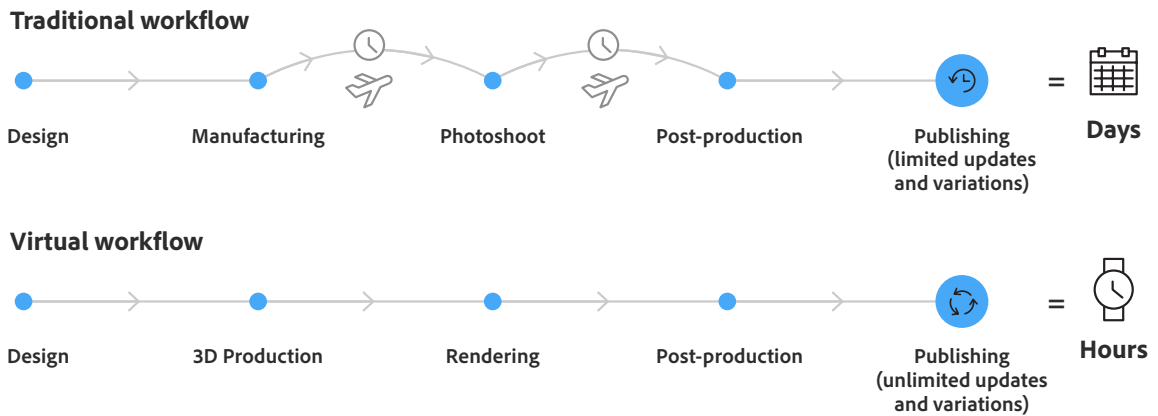 Traditional workflow
=
Design
Manufacturing
Photoshoot
Post-production
Publishing
(limited updates
and variations)
Days
Virtual workflow
=
Design
3D Production
Rendering
Post-production
Publishing
(unlimited updates
and variations)
Hours